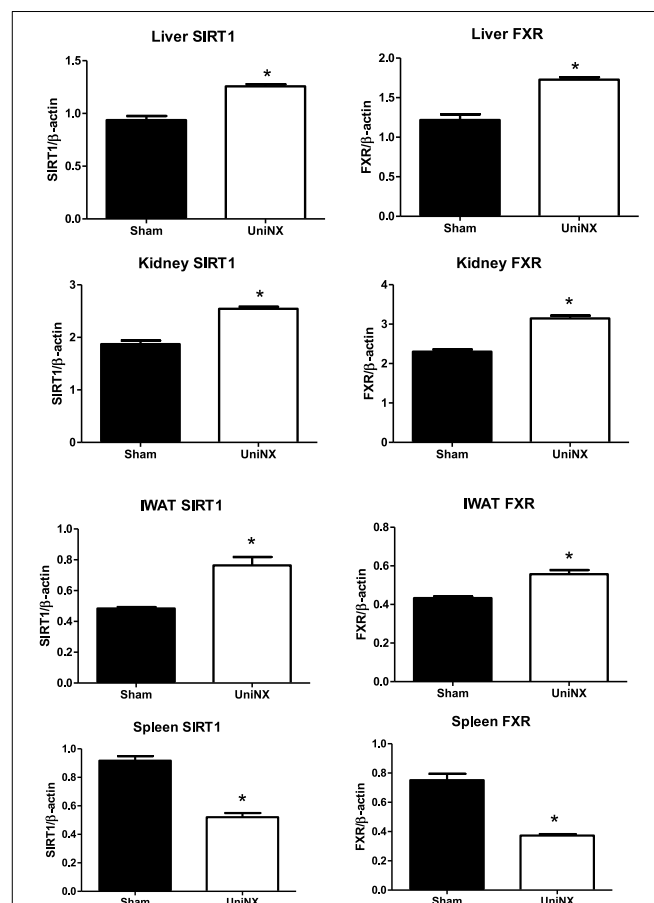 Liver SIRT1
1.5
1.0
0.5
0.0
SIRT1/β-actin
*
Sham UniNX
Liver FXR
2.0
1.5
1.0
0.5
0.0
FXR/β-actin
*
Sham UniNX
Kidney SIRT1
3
2
1
0
SIRT1/β-actin
*
Sham UniNX
Kidney FXR
4
3
2
1
0
FXR/β-actin
*
Sham UniNX
IWAT SIRT1
1.0
0.8
0.6
0.4
0.2
0.0
SIRT1/β-actin
*
Sham UniNX
IWAT FXR
0.8
0.6
0.4
0.2
0.0
FXR/β-actin
*
Sham UniNX
Spleen SIRT1
1.0
0.8
0.6
0.4
0.2
0.0
SIRT1/β-actin
*
Sham UniNX
Spleen FXR
1.0
0.8
0.6
0.4
0.2
0.0
FXR/β-actin
*
Sham UniNX